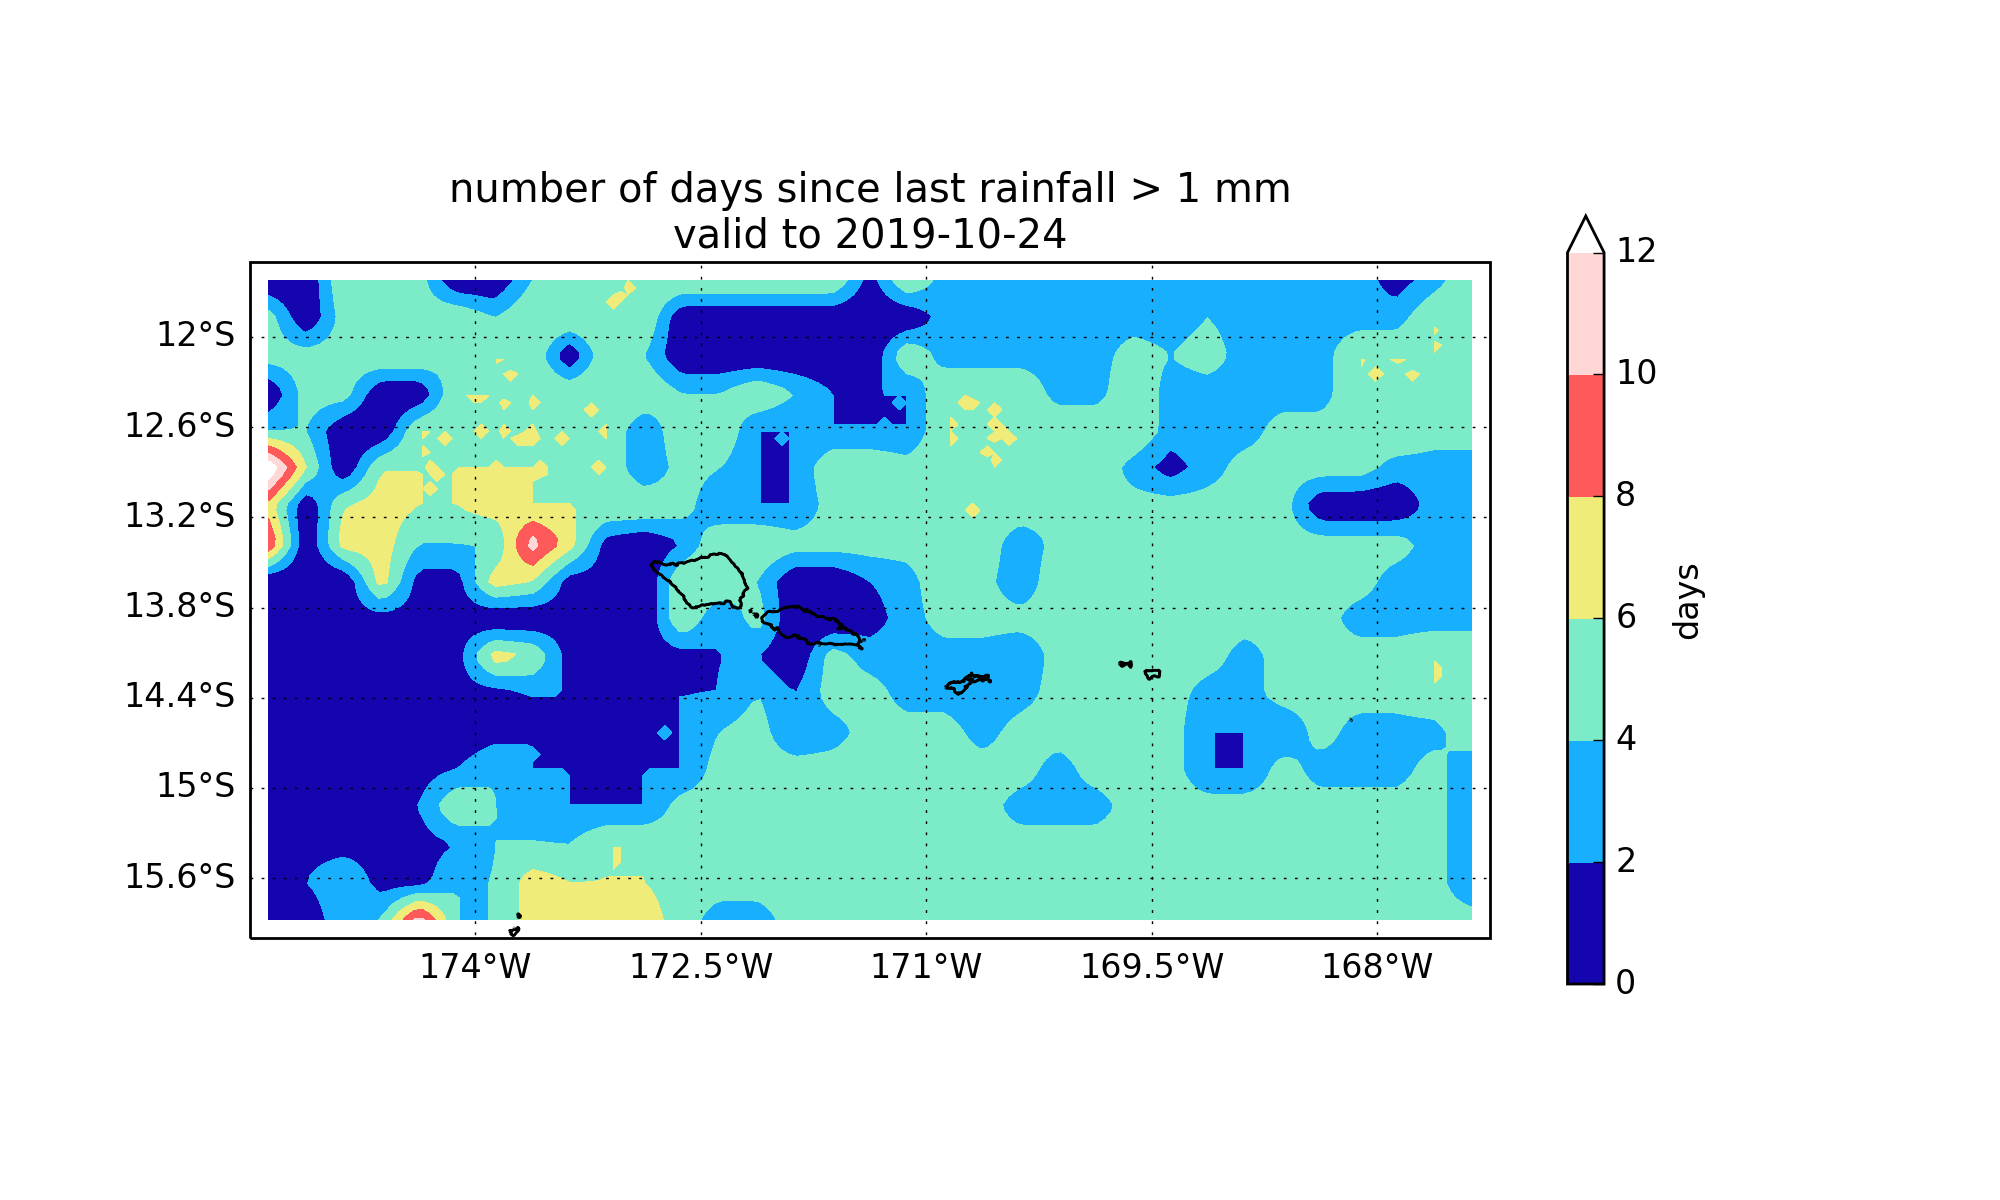 number of days since last rainfall > 1 mm
valid to 2019-10-24
12°S
12.6°S
13.2°S
13.8°S
14.4°S
15°S
15.6°S
174°W 172.5°W 171°W 169.5°W 168°W
12
10
8
6
4
2
0
days